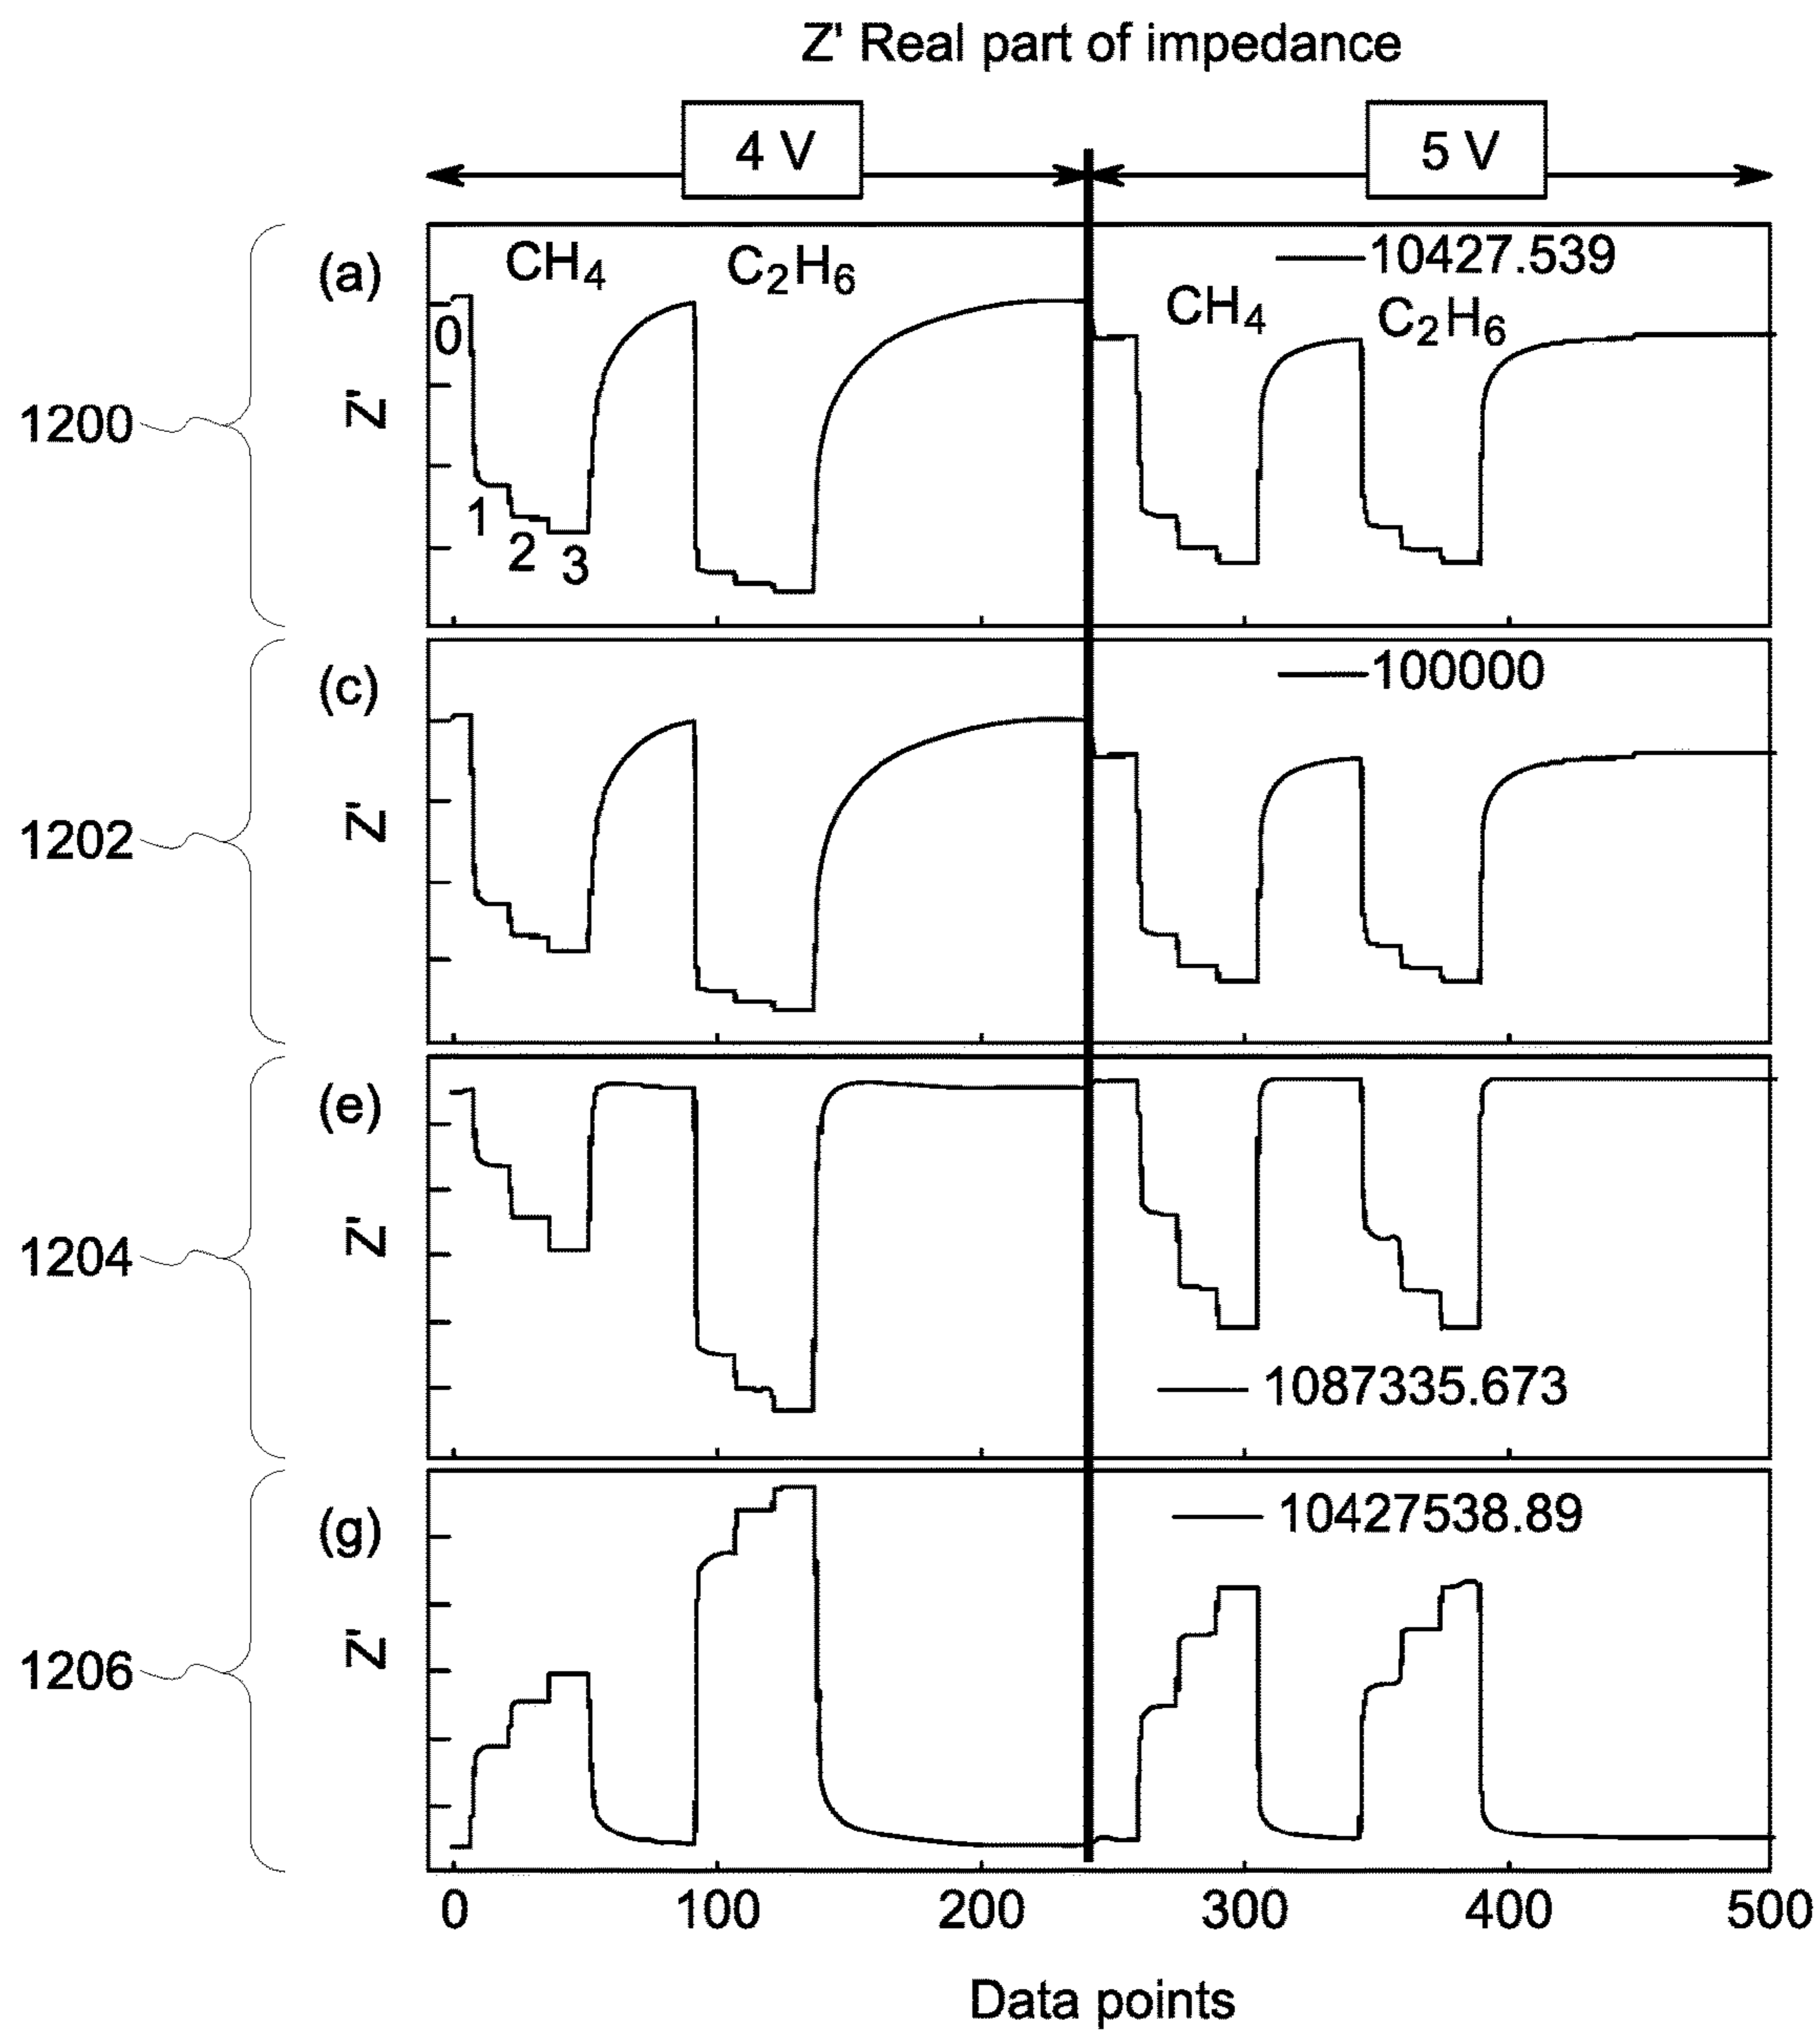 Z' Real part of impedance
4 V
5 V
(a)
CH4
C2H6
10427.539
CH4
C2H6
0
Z'
1200
1
2
3
(c)
100000
Z'
1202
(e)
Z'
1204
1087335.673
(g)
10427538.89
Z'
1206
0 100 200 300 400 500
Data points